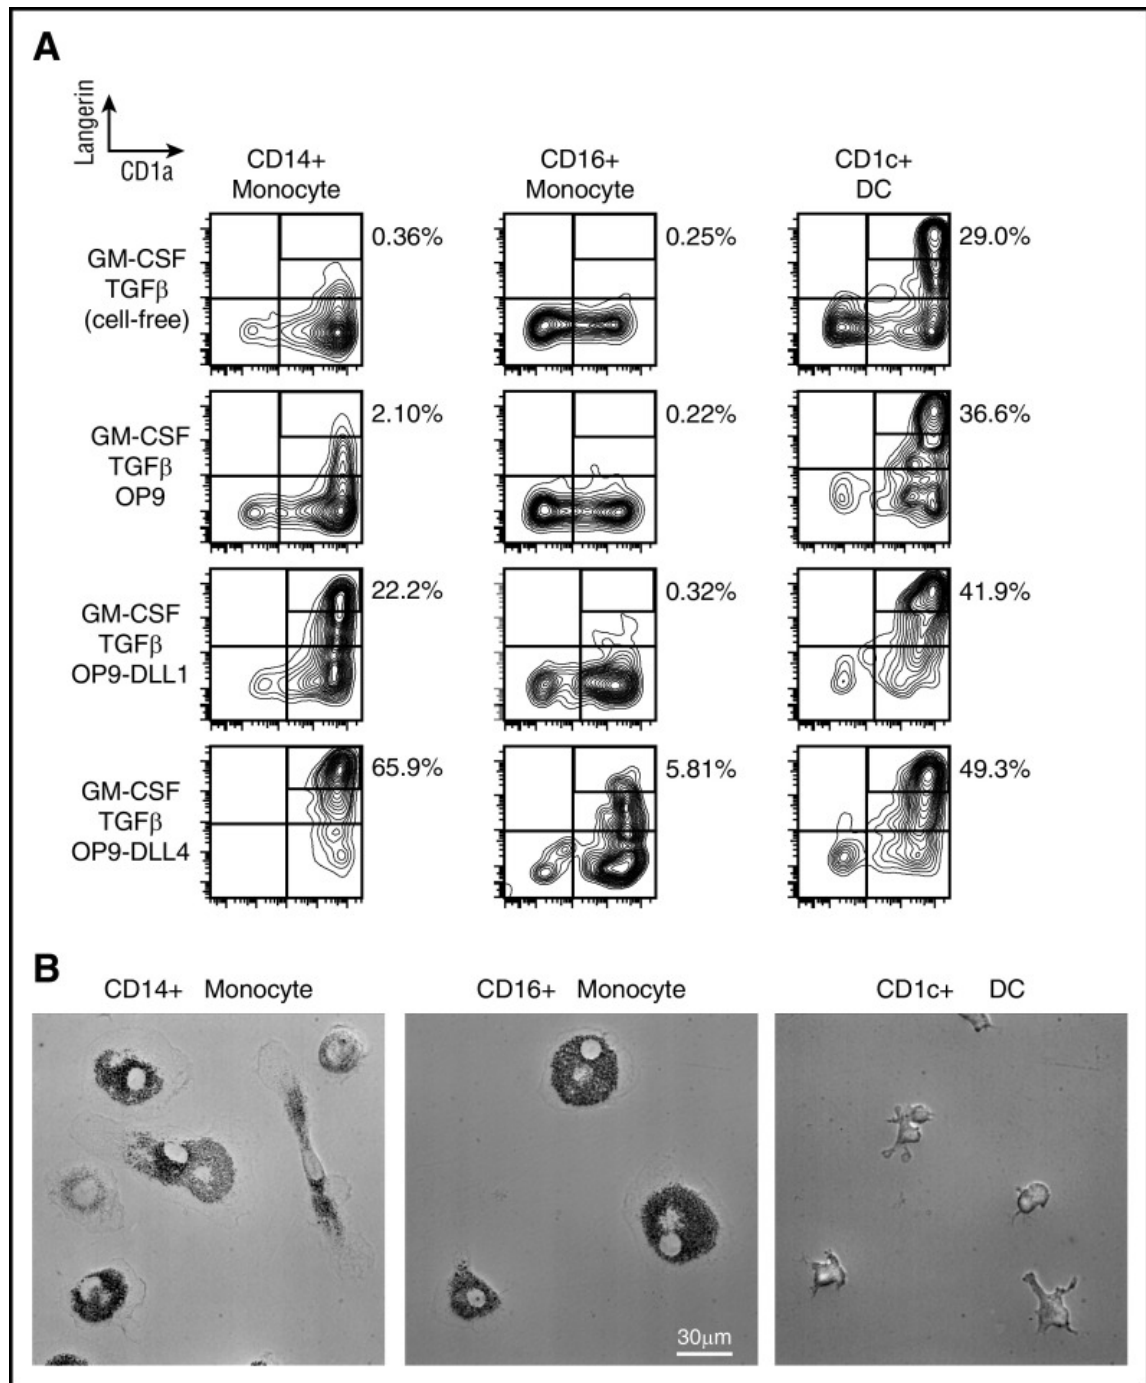 A
Langerin
CD1a
CD14+
Monocyte
CD16+
Monocyte
CD1c+
DC
GM-CSF
TGFβ
(cell-free)
0.36%
0.25%
29.0%
GM-CSF
TGFβ
OP9
2.10%
0.22%
36.6%
GM-CSF
TGFβ
OP9-DLL1
22.2%
0.32%
41.9%
GM-CSF
TGFβ
OP9-DLL4
65.9%
5.81%
49.3%
B
CD14+ Monocyte
CD16+ Monocyte
CD1c+ DC
30μm